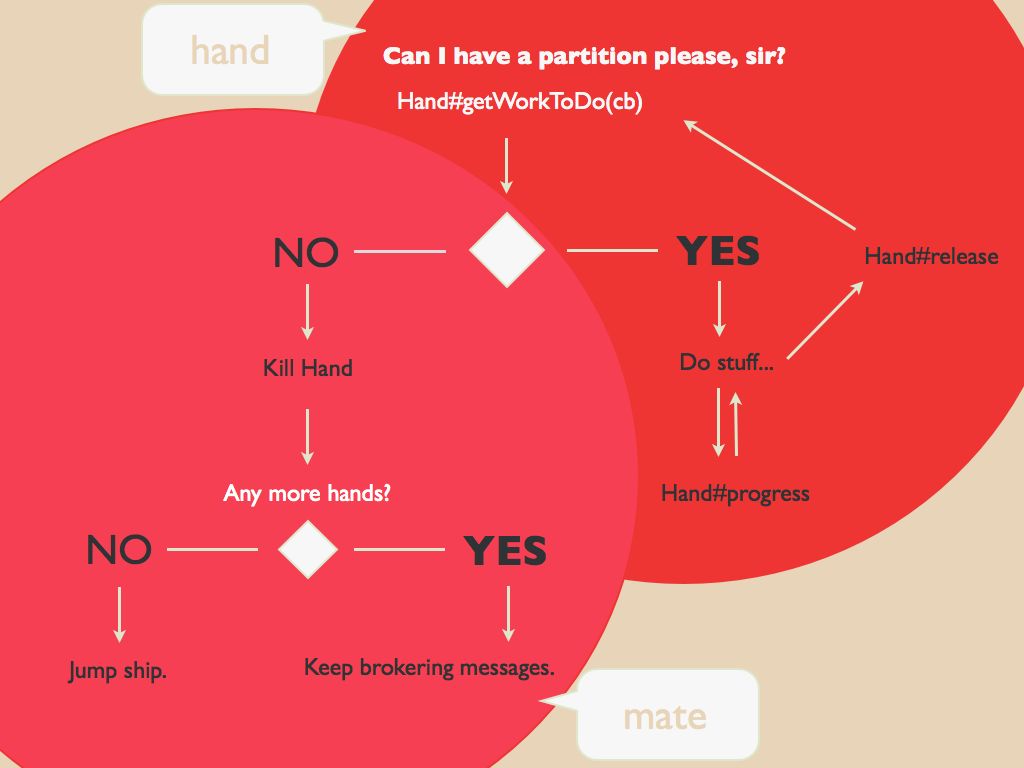 hand
Can I have a partition please, sir?
Hand#getWorkToDo(cb)
NO
YES
Hand#release
Kill Hand
Do stuff...
Any more hands?
Hand#progress
NO
YES
Jump ship.
Keep brokering messages.
mate